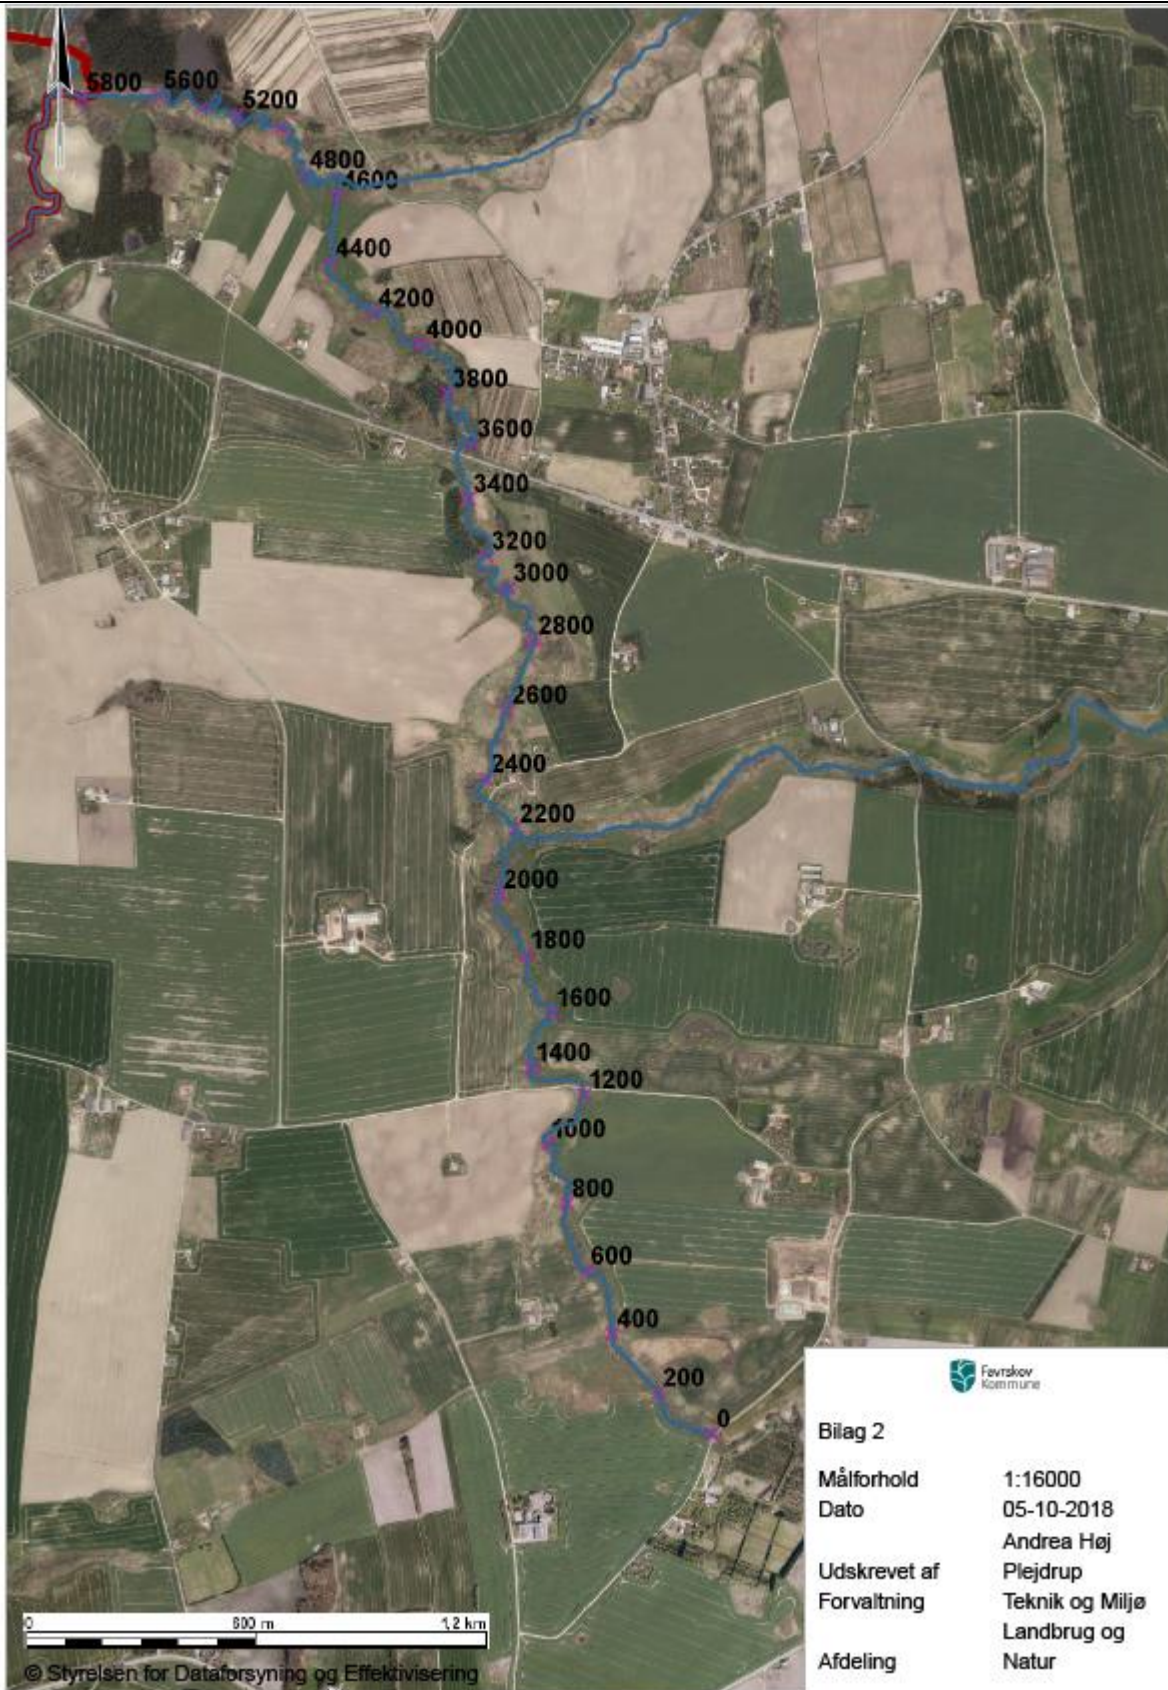 5800
5600
5200
4800
4600
4400
4200
4000
3800
3600
3400
3200
3000
2800
2600
2400
2200
2000
1800
1600
1400
1200
1000
800
600
400
200
0
Favrskov
Kommune
Bilag 2
Målforhold 1:16000
Dato 05-10-2018
Andrea Høj
Udskrevet af Plejdrup
Forvaltning Teknik og Miljø
Landbrug og
Afdeling Natur
0 600 m 1,2 km
© Styrelsen for Dataforsyning og Effektivisering